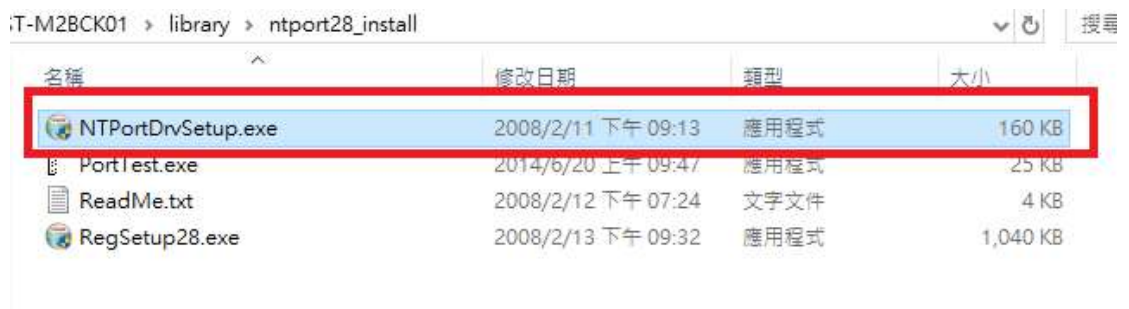 ST-M2BCK01 > library > ntport28_install 搜尋
名稱 修改日期 類型 大小
NTPortDrvSetup.exe 2008/2/11 下午 09:13 應用程式 160 KB
PortTest.exe 2014/6/20 上午 09:47 應用程式 25 KB
ReadMe.txt 2008/2/12 下午 07:24 文字文件 4 KB
RegSetup28.exe 2008/2/13 下午 09:32 應用程式 1,040 KB